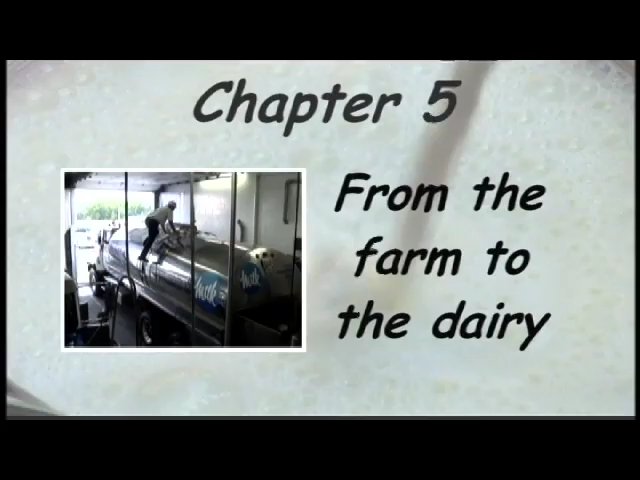 Chapter 5
From the
farm to
the dairy